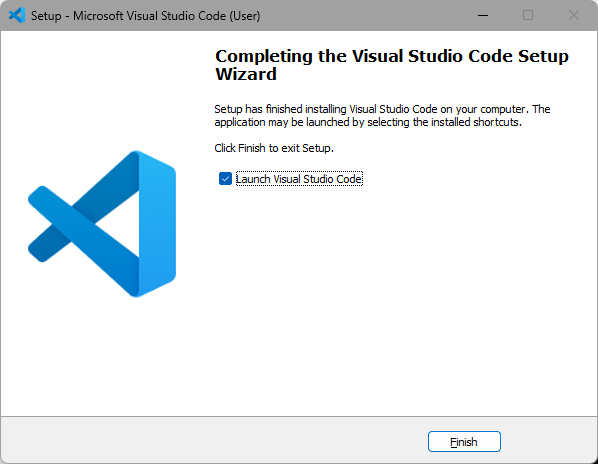 Setup - Microsoft Visual Studio Code (User)
Completing the Visual Studio Code Setup
Wizard
Setup has finished installing Visual Studio Code on your computer. The
application may be launched by selecting the installed shortcuts.
Click Finish to exit Setup.
Launch Visual Studio Code
Finish